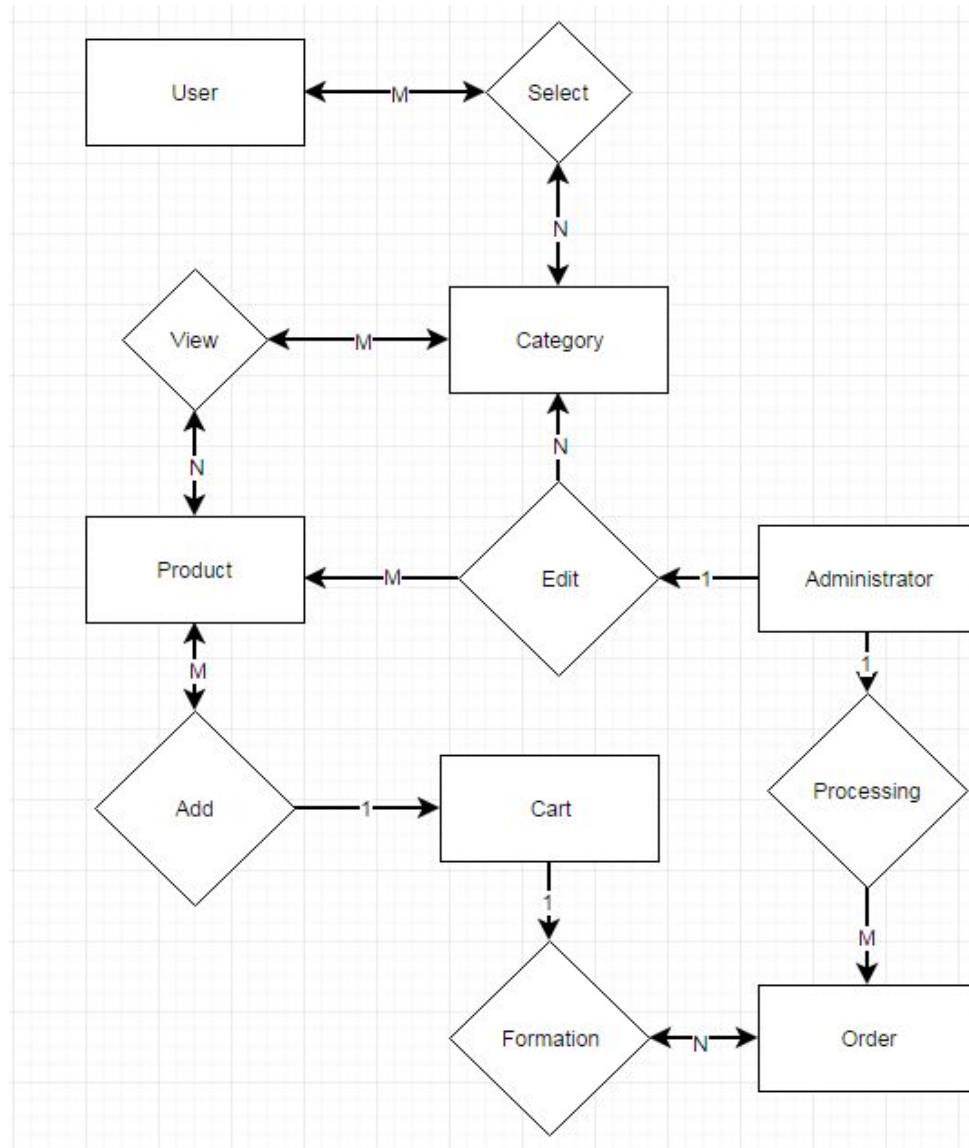 User
M
Select
N
View
M
Category
N
N
Product
M
Edit
1
Administrator
M
1
Add
1
Cart
Processing
1
M
Formation
N
Order